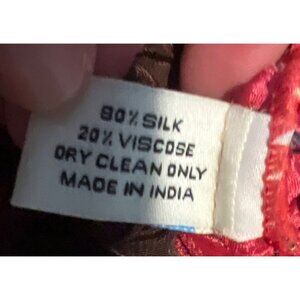 80% SILK
20% VISCOSE
DRY CLEAN ONLY
MADE IN INDIA